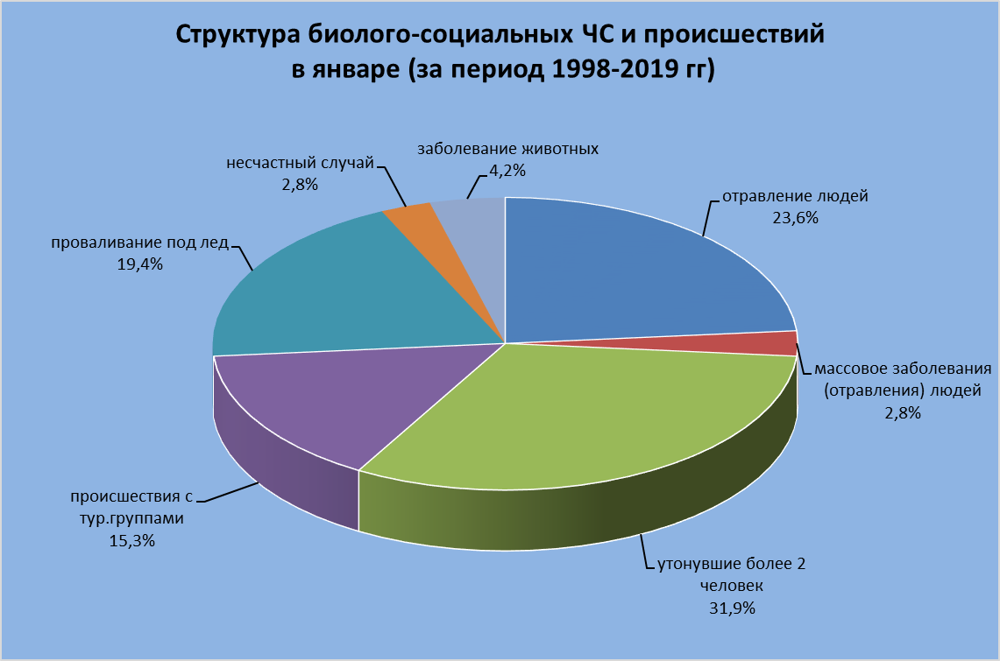 Структура биолого-социальных ЧС и происшествий
в январе (за период 1998-2019 гг)
заболевание животных
4,2%
несчастный случай
2,8%
отравление людей
23,6%
проваливание под лед
19,4%
массовое заболевания
(отравления) людей
2,8%
происшествия с
тур.группами
15,3%
утонувшие более 2
человек
31,9%